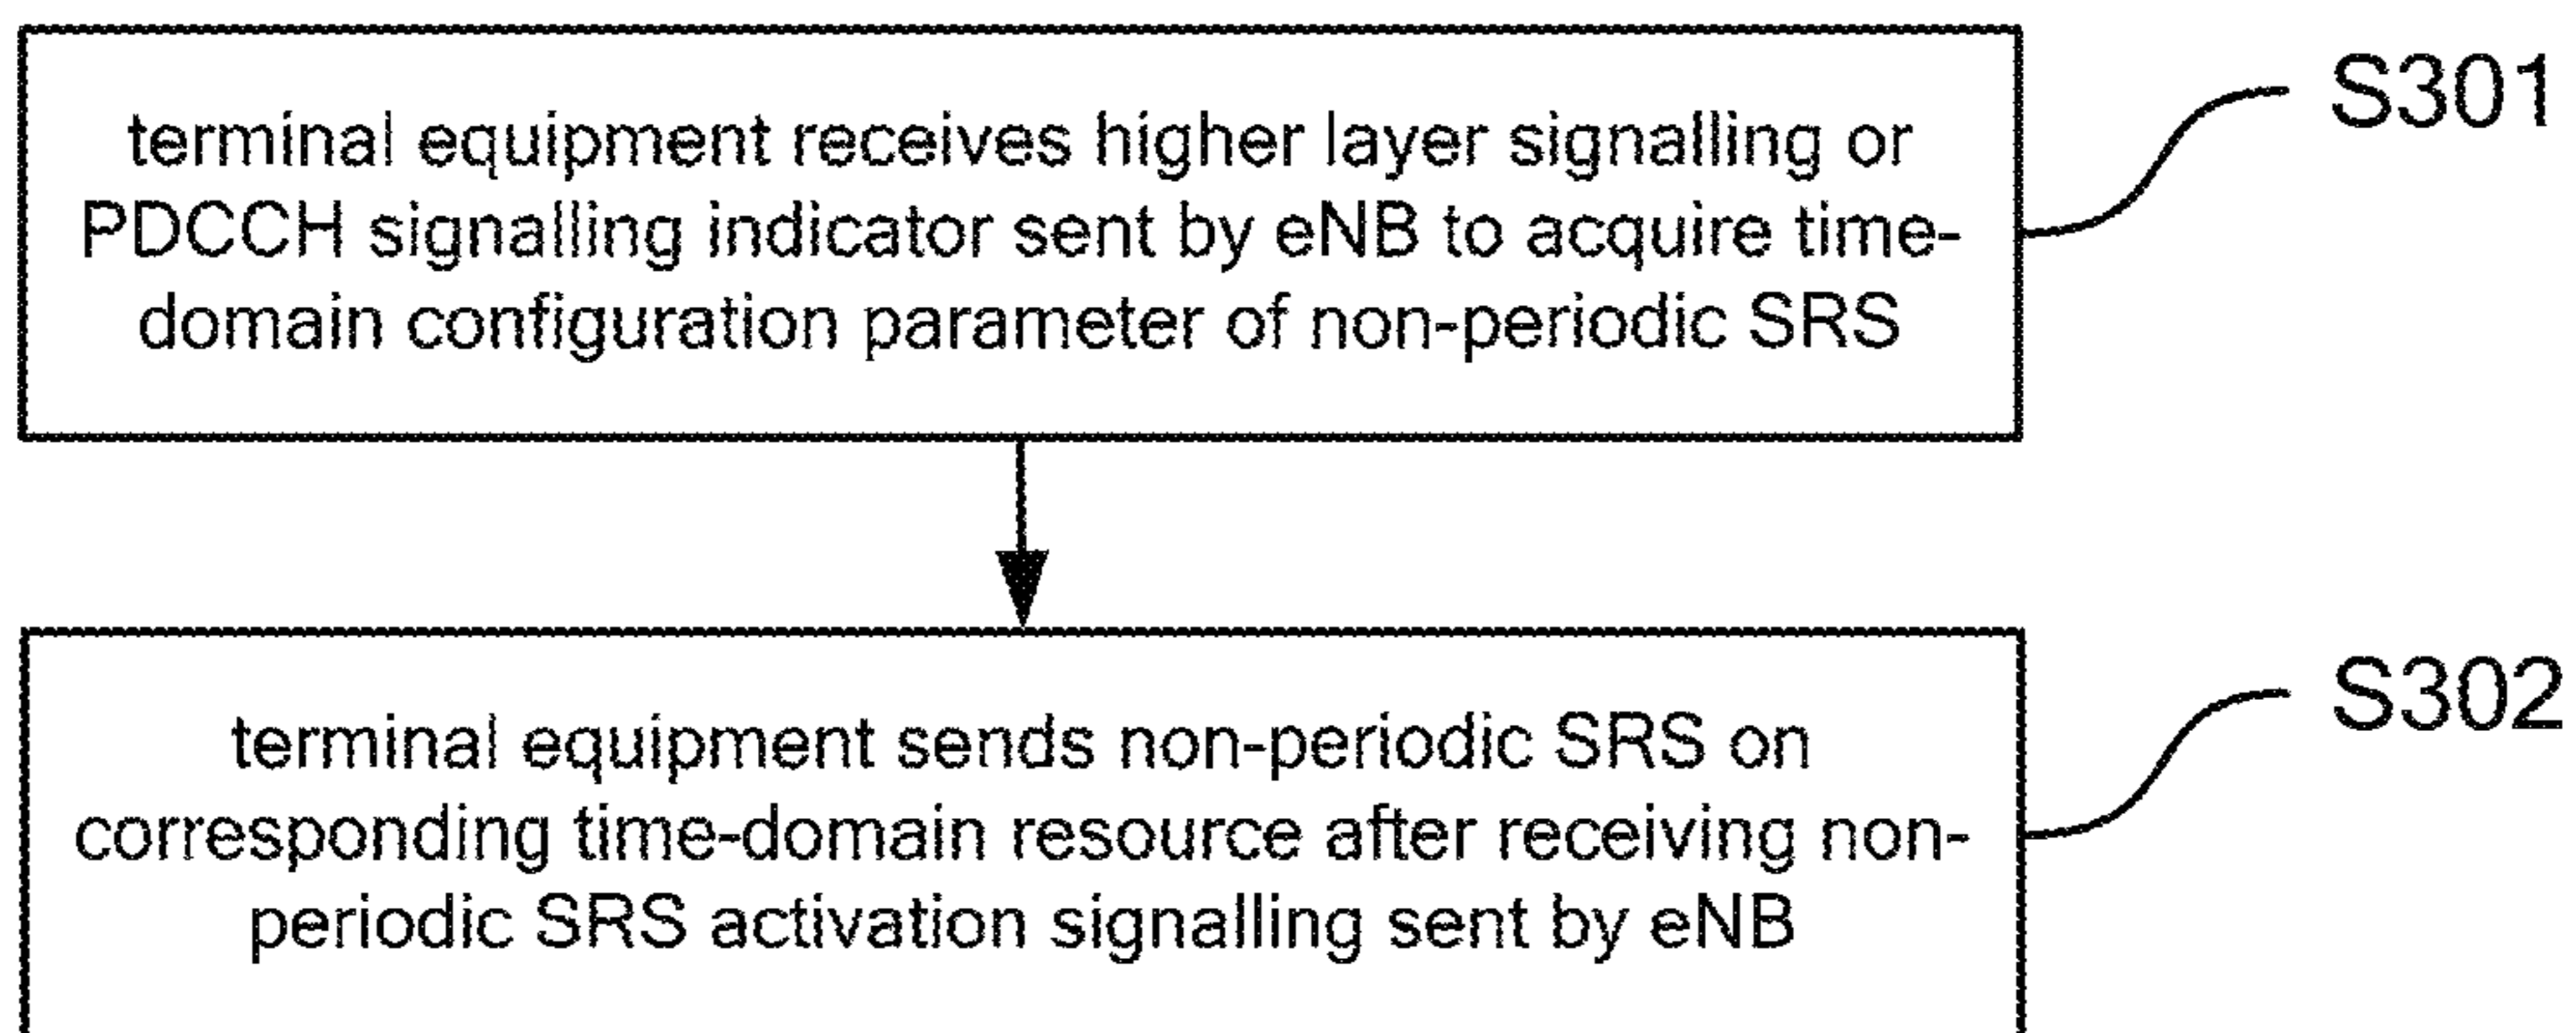 terminal equipment receives higher layer signalling or
PDCCH signalling indicator sent by eNB to acquire time-
domain configuration parameter of non-periodic SRS
S301
terminal equipment sends non-periodic SRS on
corresponding time-domain resource after receiving non-
periodic SRS activation signalling sent by eNB
S302